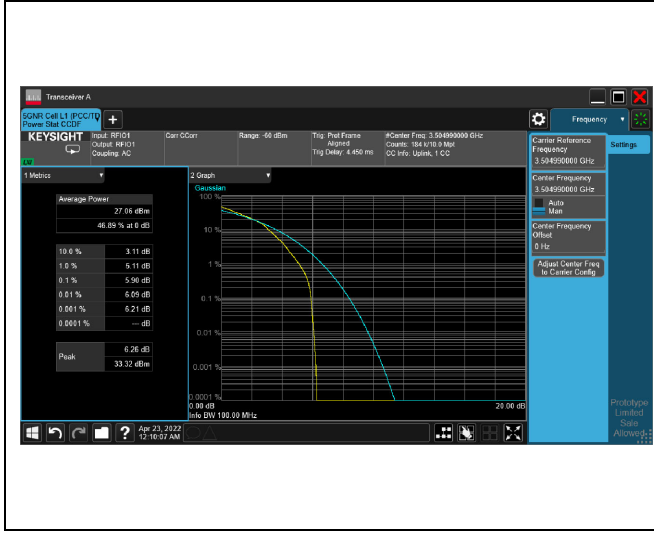 Transceiver A
5GNR Cell L1 (PCC/TD
Power Stat CCDF
Frequency
KEYSIGHT
Input: RFIO1
Output: RFIO1
Coupling: AC
Carr CCorr
Range: -60 dBm
Trig: Prot Frame
Aligned
Trig Delay: 4.450 ms
#Center Freq: 3.504990000 GHz
Counts: 184 k/10.0 Mpt
CC Info: Uplink, 1 CC
Carrier Reference
Frequency
3.504990000 GHz
Settings
Center Frequency
3.504990000 GHz
Auto
Man
Center Frequency
Offset
0 Hz
Adjust Center Freq
to Carrier Config
1 Metrics
Average Power
27.06 dBm
46.89 % at 0 dB
10.0 % 3.11 dB
1.0 % 5.11 dB
0.1 % 5.90 dB
0.01 % 6.09 dB
0.001 % 6.21 dB
0.0001 % --- dB
Peak
6.26 dB
33.32 dBm
2 Graph
Gaussian
100 %
10 %
1 %
0.1 %
0.01 %
0.001 %
0.0001 %
0.00 dB
20.00 dB
Info BW 100.00 MHz
Apr 23, 2022
12:10:07 AM
Prototype
Limited
Sale
Allowed